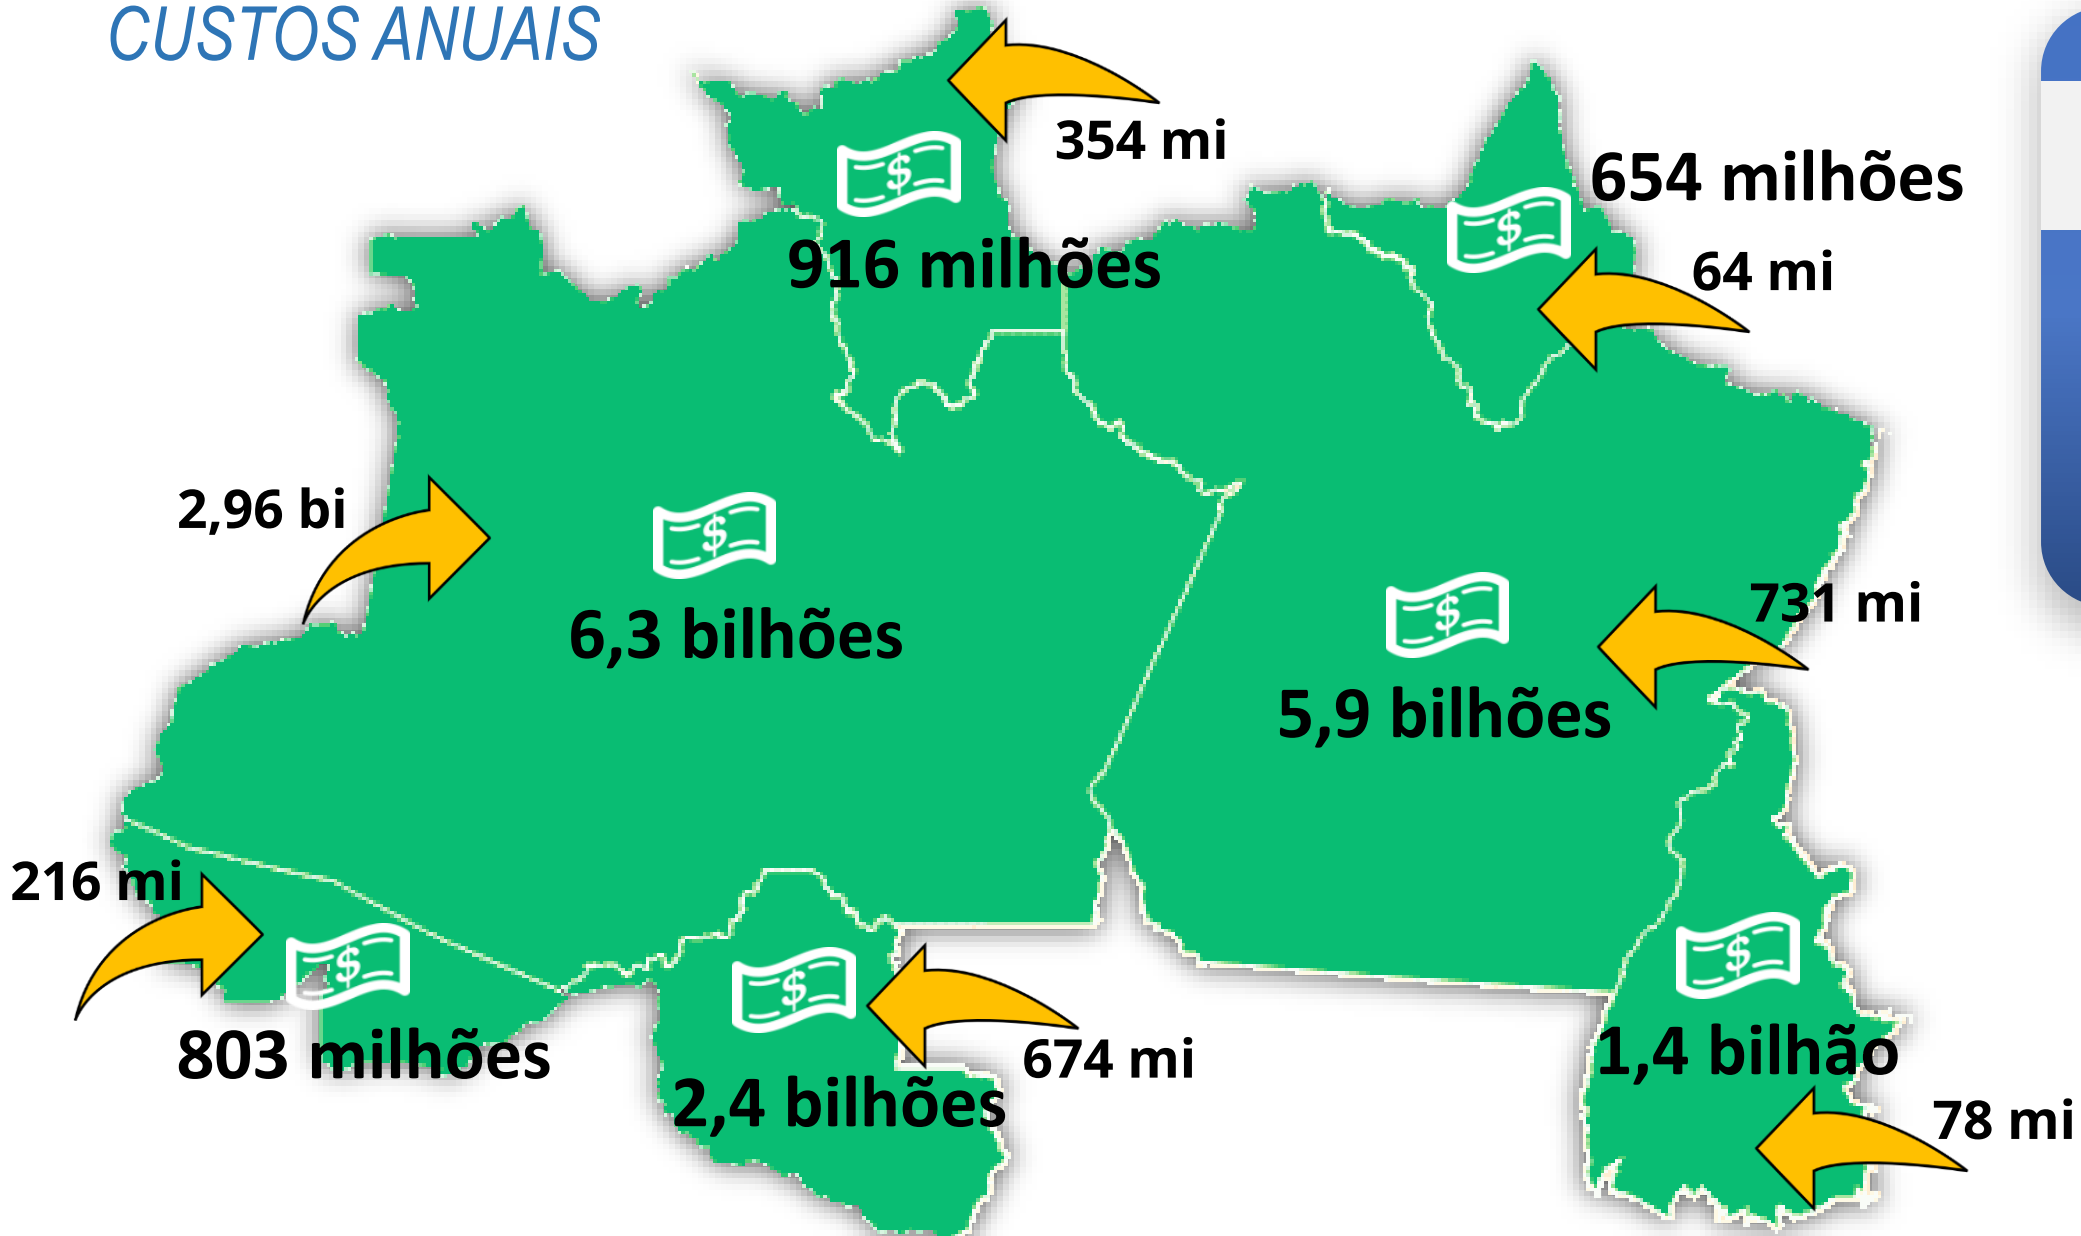 CUSTOS ANUAIS
354 mi
654 milhões
916 milhões
64 mi
2,96 bi
6,3 bilhões
731 mi
5,9 bilhões
216 mi
803 milhões
674 mi
2,4 bilhões
1,4 bilhão
78 mi